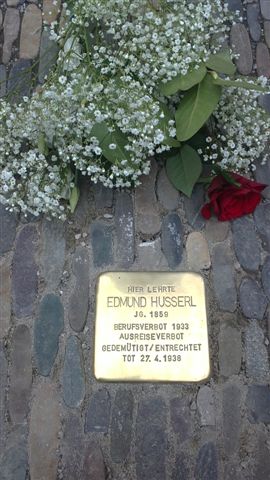 HIER LEHRTE
EDMUND HUSSERL
JG. 1859
BERUFSVERBOT 1933
AUSREISEVERBOT
GEDEMÜTIGT/ENTRECHTET
TOT 27.4.1938